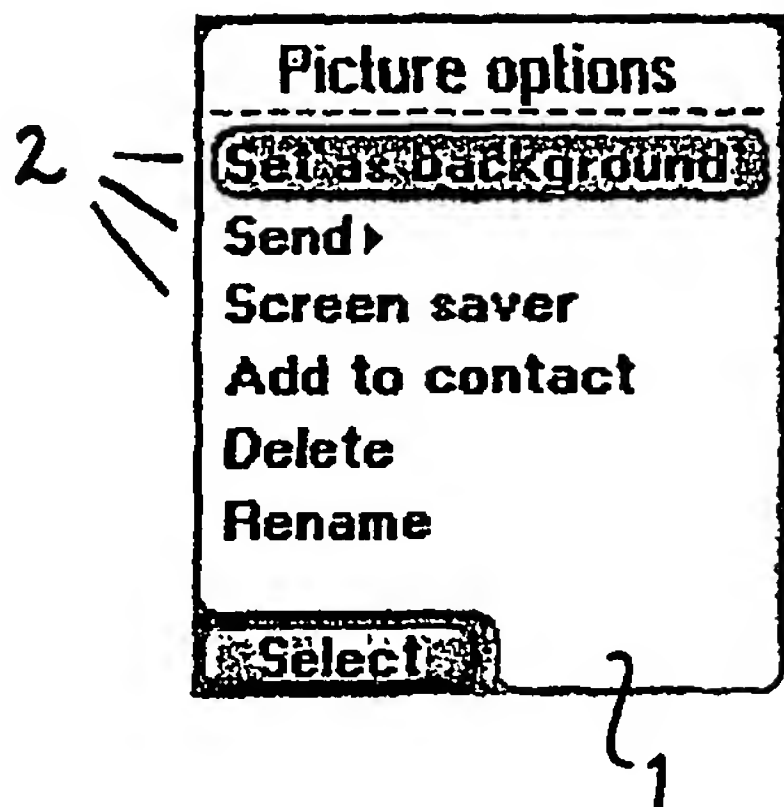 Picture options
2
Set as background
Send
Screen saver
Add to contact
Delete
Rename
Select
1